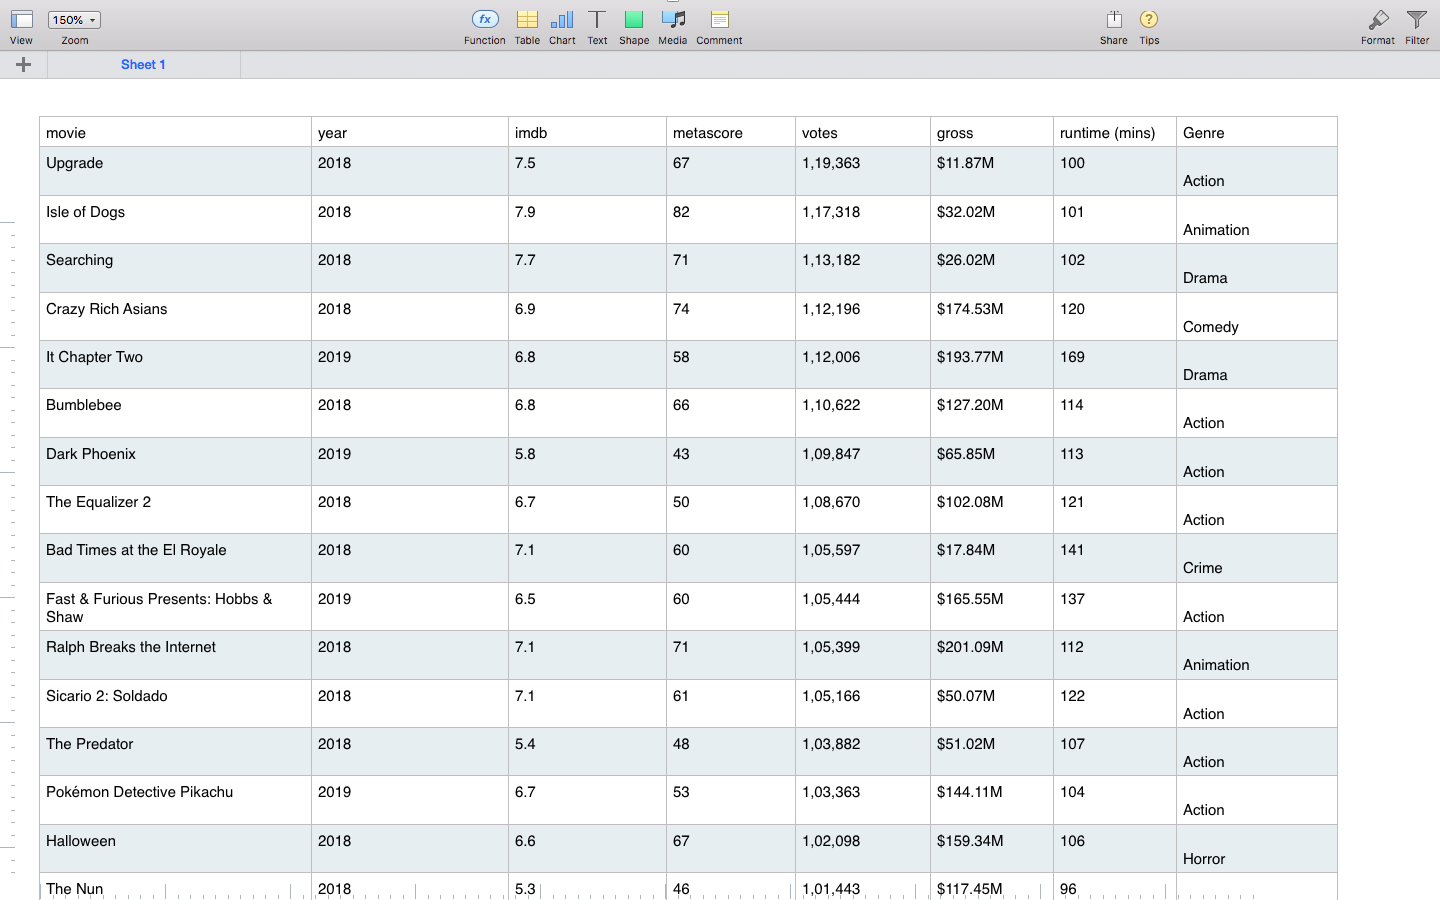 150%
View Zoom Function Table Chart Text Shape Media Comment Share Tips Format Filter
Sheet 1
movie year imdb metascore votes gross runtime (mins) Genre
Upgrade 2018 7.5 67 1,19,363 $11.87M 100 Action
Isle of Dogs 2018 7.9 82 1,17,318 $32.02M 101 Animation
Searching 2018 7.7 71 1,13,182 $26.02M 102 Drama
Crazy Rich Asians 2018 6.9 74 1,12,196 $174.53M 120 Comedy
It Chapter Two 2019 6.8 58 1,12,006 $193.77M 169 Drama
Bumblebee 2018 6.8 66 1,10,622 $127.20M 114 Action
Dark Phoenix 2019 5.8 43 1,09,847 $65.85M 113 Action
The Equalizer 2 2018 6.7 50 1,08,670 $102.08M 121 Action
Bad Times at the El Royale 2018 7.1 60 1,05,597 $17.84M 141 Crime
Fast & Furious Presents: Hobbs &
Shaw 2019 6.5 60 1,05,444 $165.55M 137 Action
Ralph Breaks the Internet 2018 7.1 71 1,05,399 $201.09M 112 Animation
Sicario 2: Soldado 2018 7.1 61 1,05,166 $50.07M 122 Action
The Predator 2018 5.4 48 1,03,882 $51.02M 107 Action
Pokémon Detective Pikachu 2019 6.7 53 1,03,363 $144.11M 104 Action
Halloween 2018 6.6 67 1,02,098 $159.34M 106 Horror
The Nun 2018 5.3 46 1,01,443 $117.45M 96